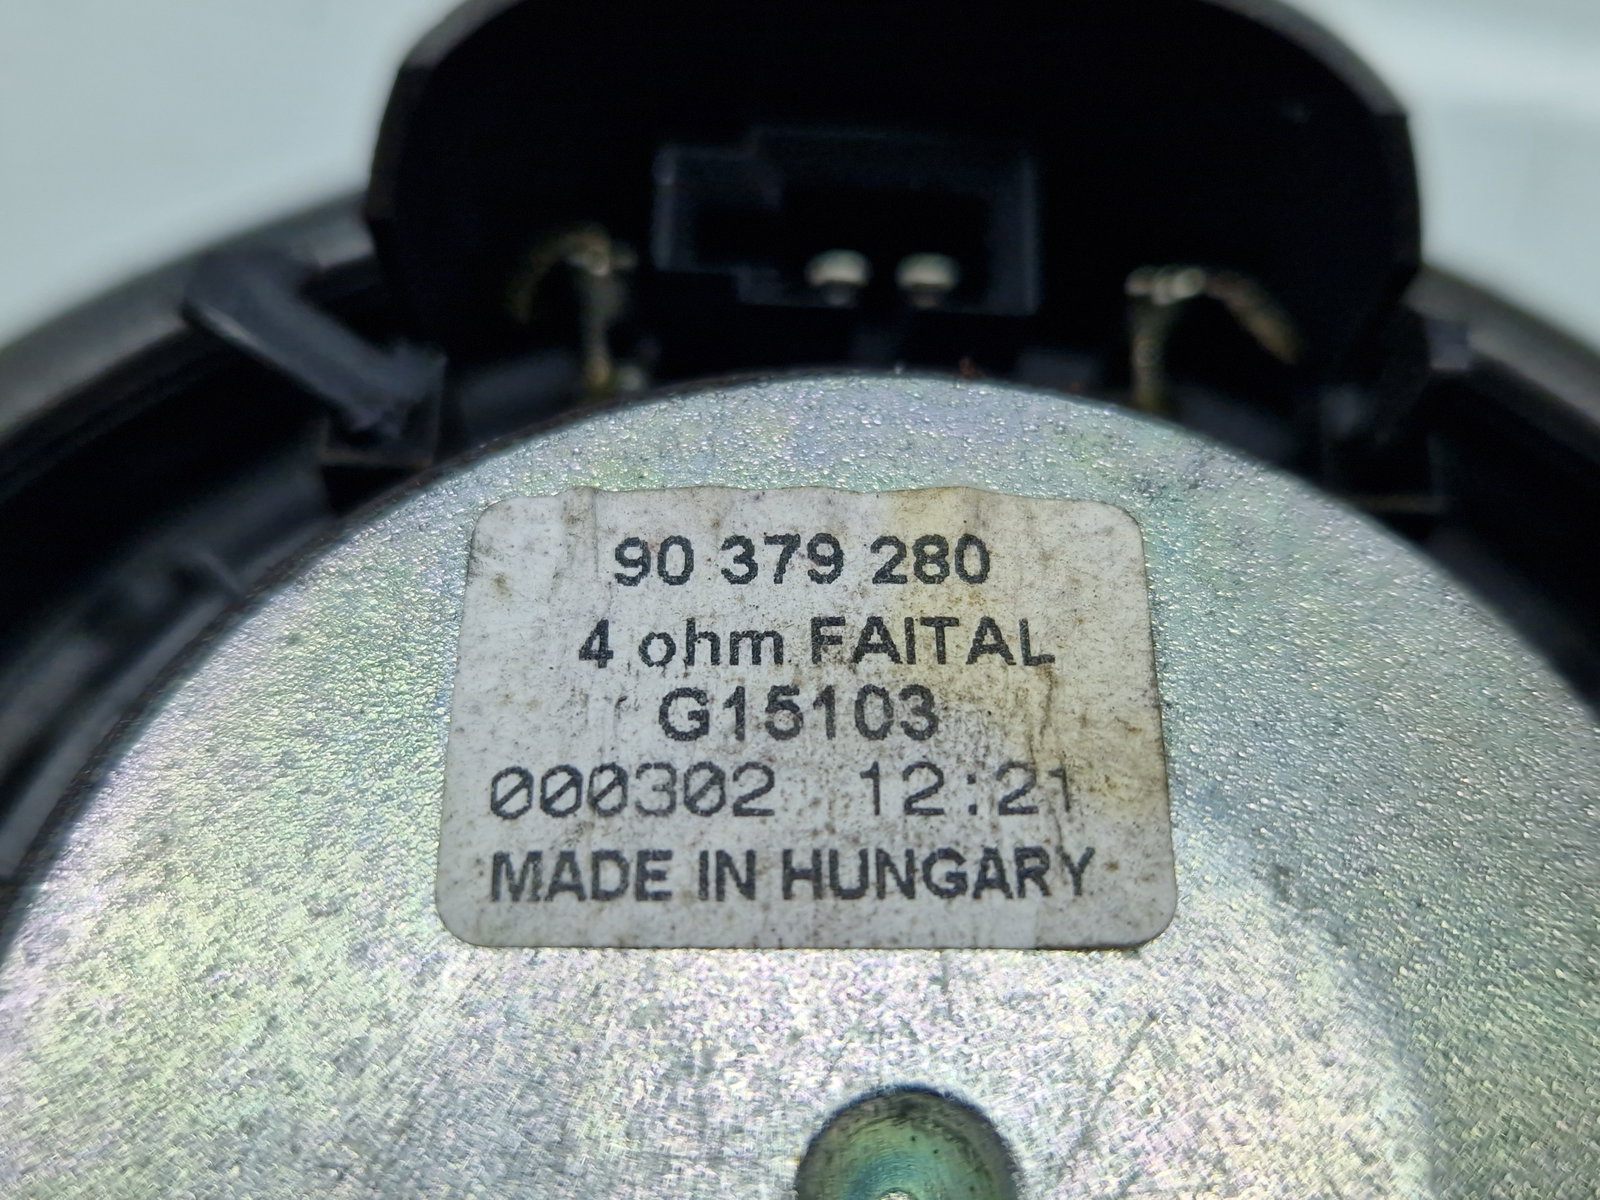 90 379 280
4 ohm FAITAL
G15103
000302 12:21
MADE IN HUNGARY